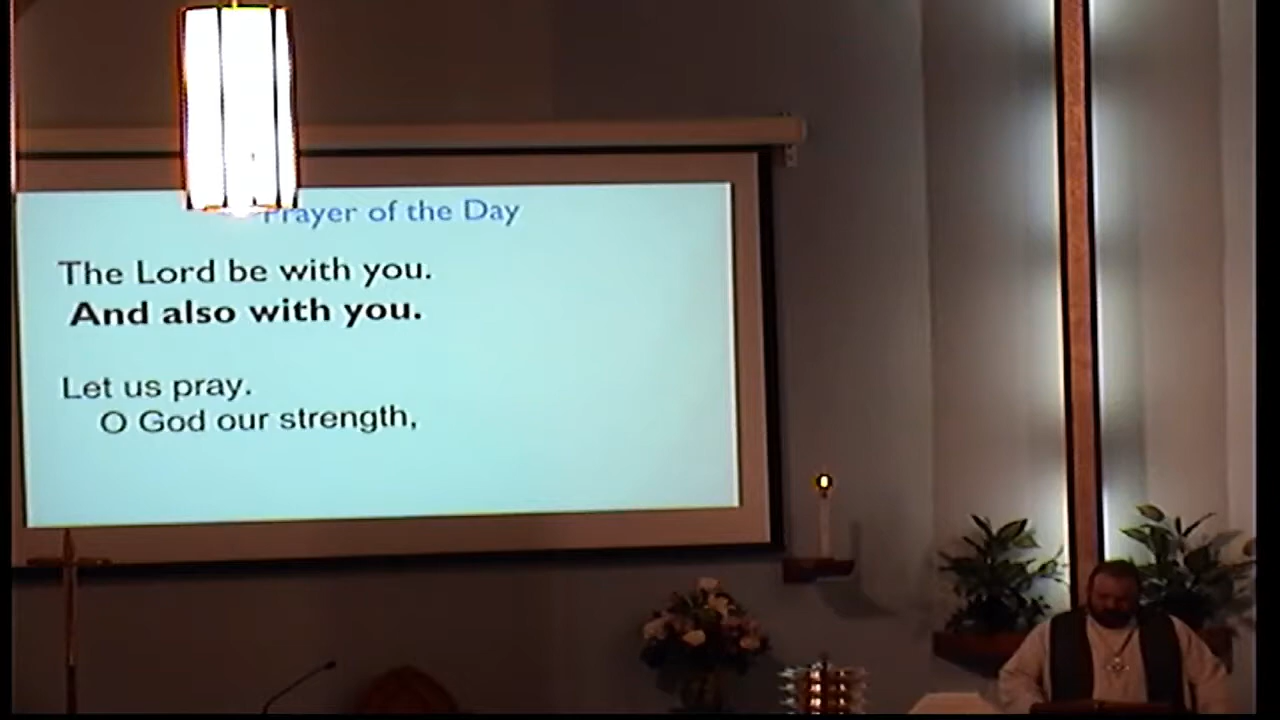 Prayer of the Day
The Lord be with you.
And also with you.
Let us pray.
O God our strength,